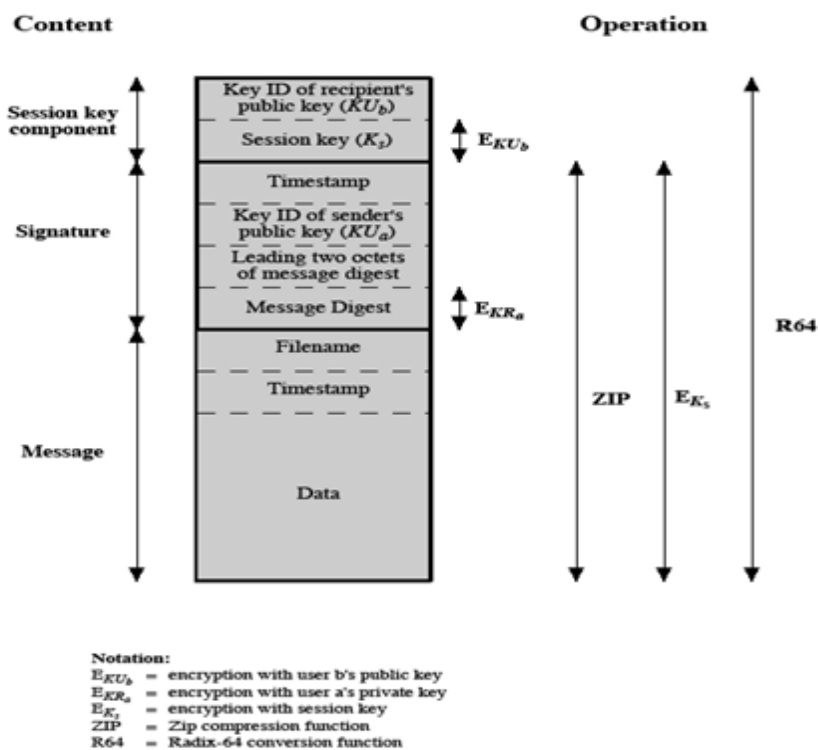 Content
Operation
Session key
component
Key ID of recipient's
public key (KUb)
Session key (Ks)
EKUb
Signature
Timestamp
Key ID of sender's
public key (KUa)
Leading two octets
of message digest
Message Digest
EKRa
Message
Filename
Timestamp
Data
ZIP
EKs
R64
Notation:
EKUb = encryption with user b's public key
EKRa = encryption with user a's private key
EKs = encryption with session key
ZIP = Zip compression function
R64 = Radix-64 conversion function